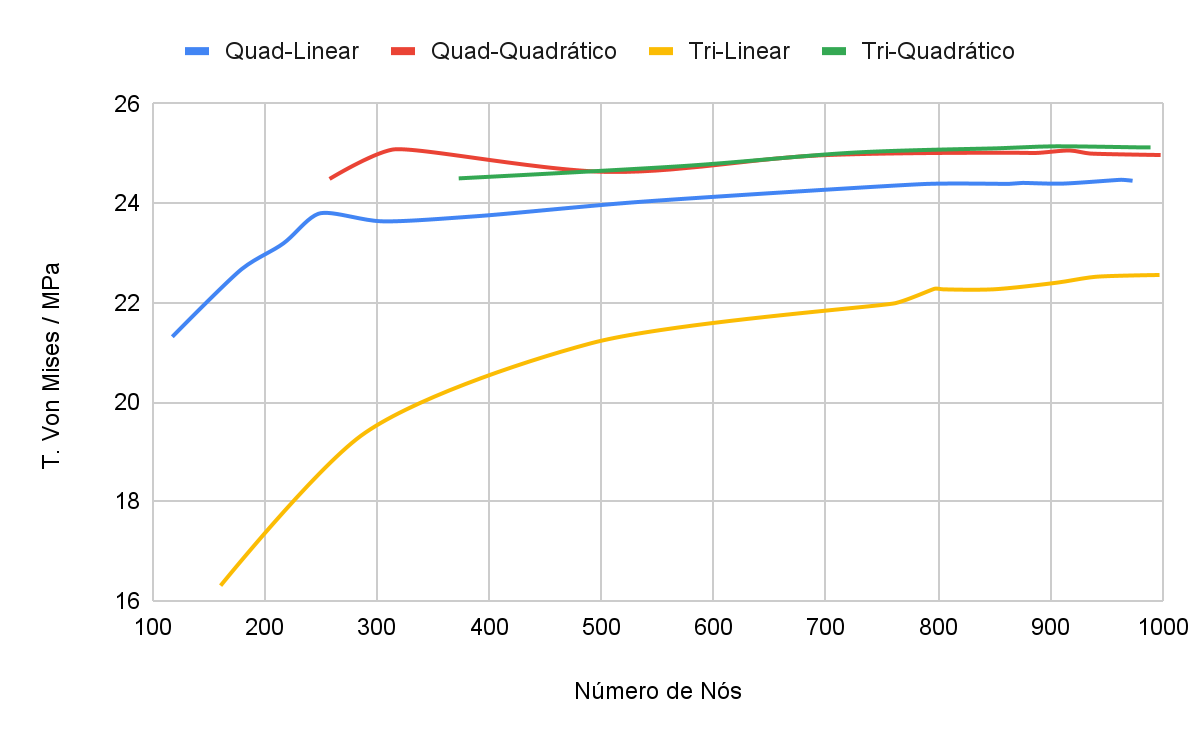 Quad-Linear Quad-Quadrático Tri-Linear Tri-Quadrático
26
24
22
20
18
16
T. Von Mises / MPa
100 200 300 400 500 600 700 800 900 1000
Número de Nós